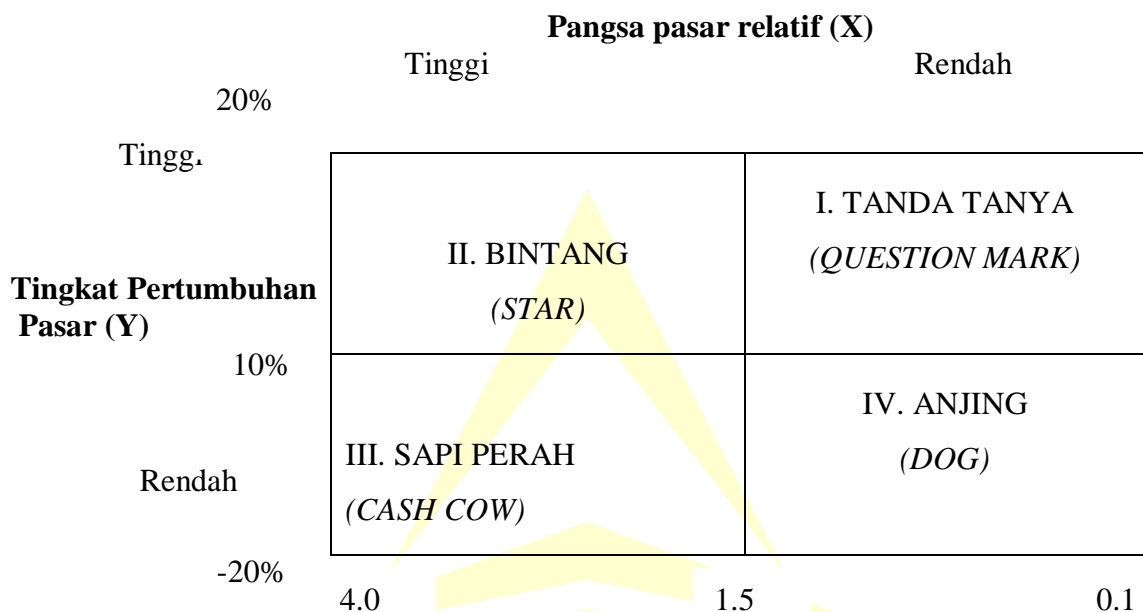 Pangsa pasar relatif (X)
Tinggi Rendah
20%
Tingg.
I. TANDA TANYA
(QUESTION MARK)
II. BINTANG
(STAR)
Tingkat Pertumbuhan
Pasar (Y)
10%
IV. ANJING
(DOG)
III. SAPI PERAH
(CASH COW)
Rendah
-20%
4.0 1.5 0.1